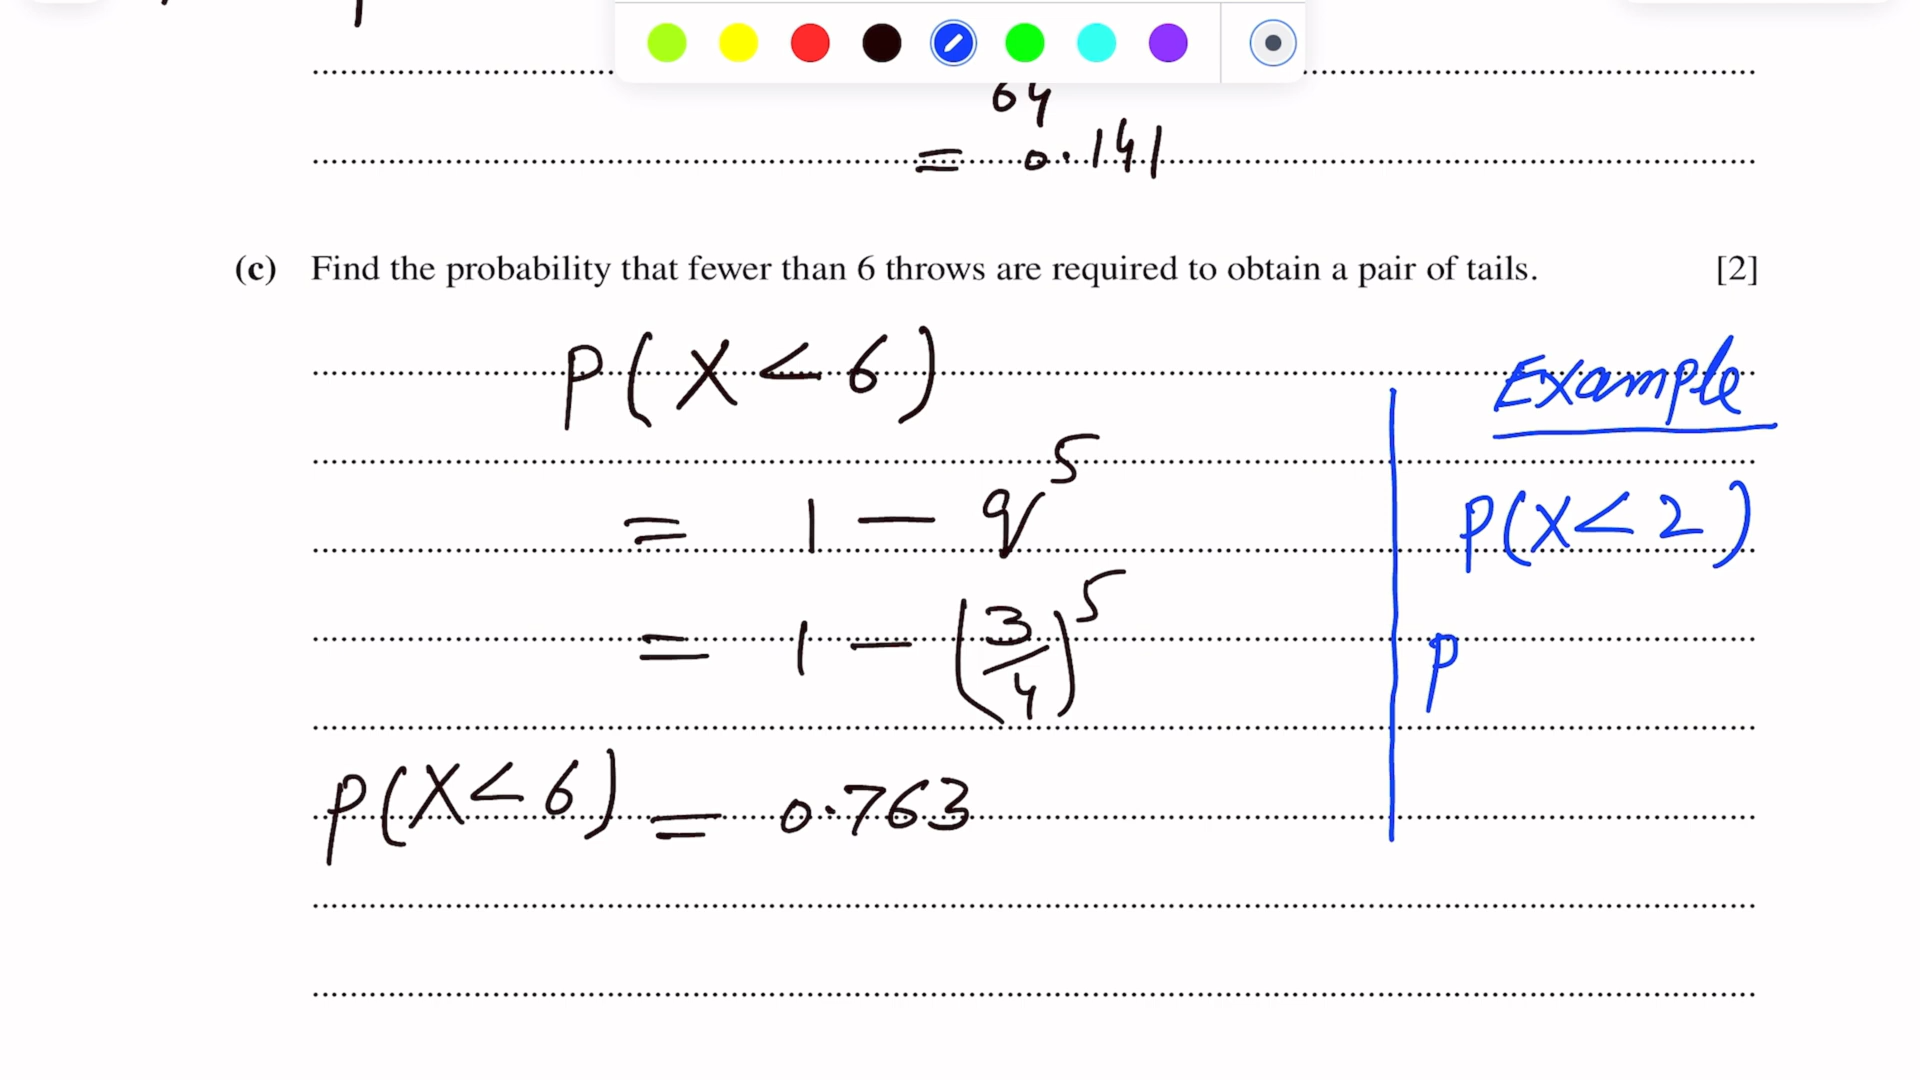 64
= 0.141
(c) Find the probability that fewer than 6 throws are required to obtain a pair of tails. [2]
P(X<6)
= 1 - q^5
= 1 - (3/4)^5
P(X<6) = 0.763
Example
P(X<2)
P